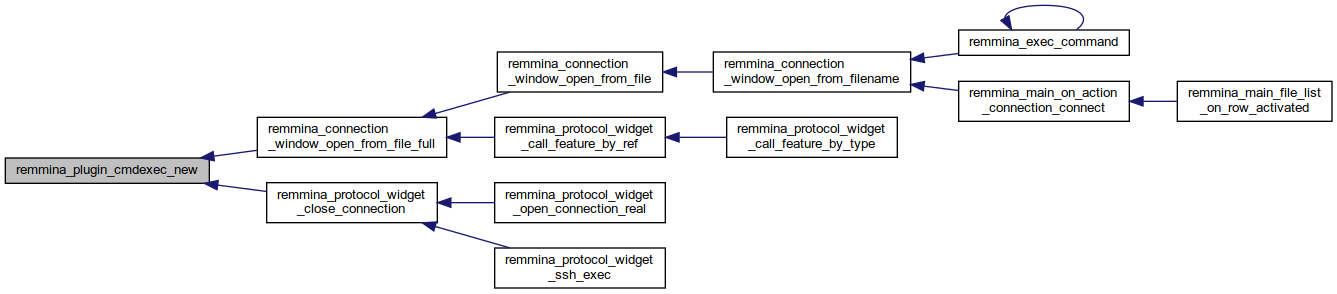 remmina_plugin_cmdexec_new
remmina_connection
_window_open_from_file_full
remmina_protocol_widget
_close_connection
remmina_connection
_window_open_from_file
remmina_protocol_widget
_call_feature_by_ref
remmina_protocol_widget
_open_connection_real
remmina_protocol_widget
_ssh_exec
remmina_connection
_window_open_from_filename
remmina_protocol_widget
_call_feature_by_type
remmina_exec_command
remmina_main_on_action
_connection_connect
remmina_main_file_list
_on_row_activated